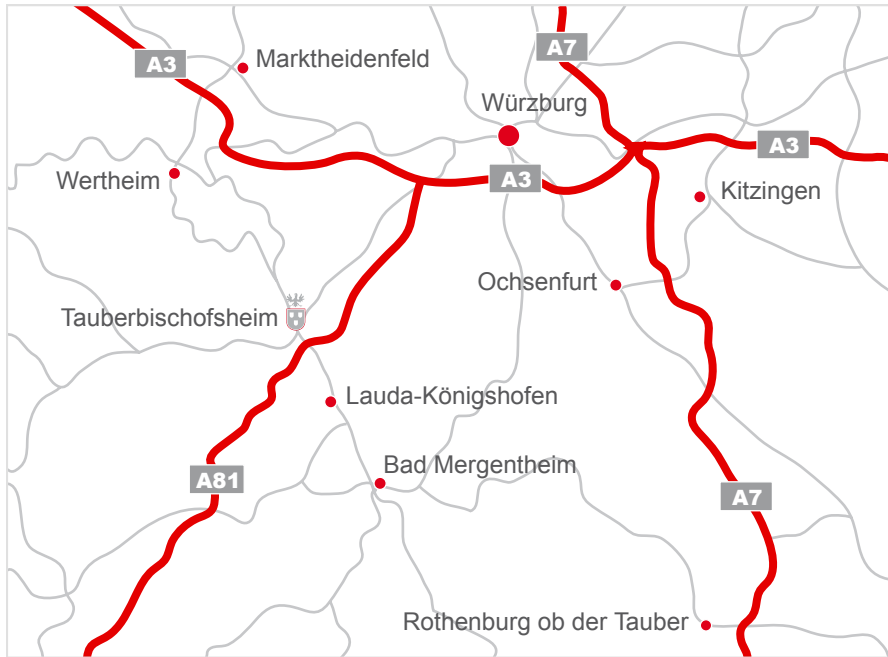 A7
Marktheidenfeld
A3
Würzburg
A3
Wertheim
A3
Kitzingen
Ochsenfurt
Tauberbischofsheim
Lauda-Königshofen
Bad Mergentheim
A81
A7
Rothenburg ob der Tauber